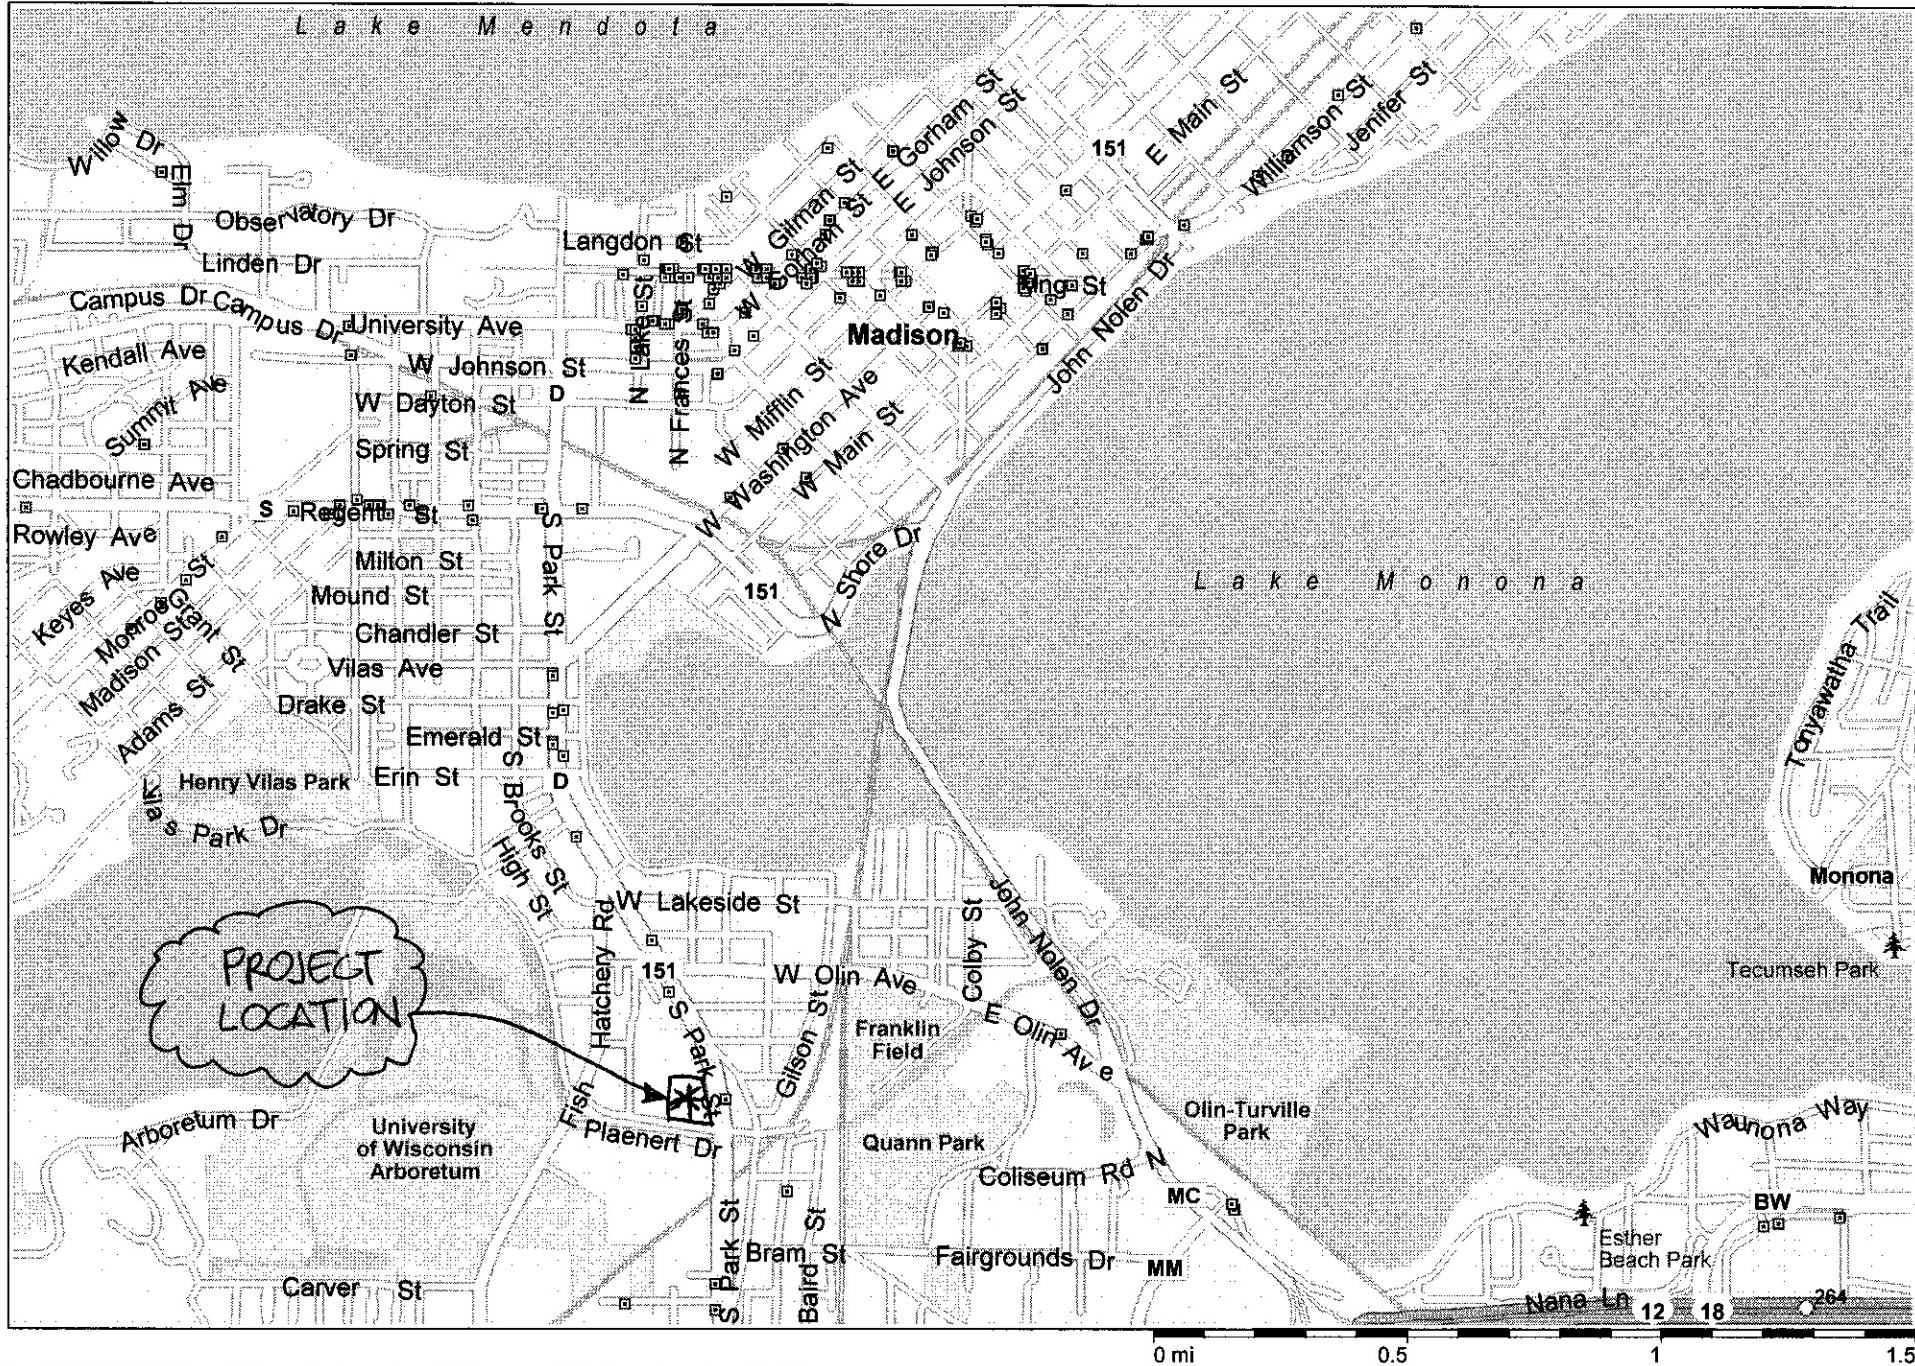 Lake Mendota
Willow Dr
Elm Dr
Observatory Dr
Linden Dr
Campus Dr
Campus Dr
University Ave
Kendall Ave
W Johnson St
Summit Ave
W Dayton St
D
Spring St
Chadbourne Ave
S
Regent St
Rowley Ave
Milton St
Keyes Ave
Mound St
Monroe St
Grant St
Madison St
Chandler St
Adams St
Vilas Ave
Drake St
Emerald St
Henry Vilas Park
Erin St
D
Vilas Park Dr
S Park St
S Brooks St
High St
Langdon St
N Lake St
N Frances St
W Gilman St
W Gorham St
E Gorham St
E Johnson St
151
E Main St
Williamson St
Jenifer St
King St
Madison
John Nolen Dr
W Mifflin St
W Washington Ave
W Main St
N Shore Dr
151
Lake Monona
Tonyawatha Trail
Monona
Tecumseh Park
PROJECT
LOCATION
Fish Hatchery Rd
W Lakeside St
151
S Park St
W Olin Ave
Gilson St
Colby St
John Nolen Dr
Franklin
Field
E Olin Ave
Arboretum Dr
University
of Wisconsin
Arboretum
Plaenert Dr
Quann Park
Olin-Turville
Park
Coliseum Rd
N
MC
Waunona Way
BW
Esther
Beach Park
Carver St
S Park St
Bram St
Baird St
Fairgrounds Dr
MM
Nana Ln
12
18
264
0 mi
0.5
1
1.5